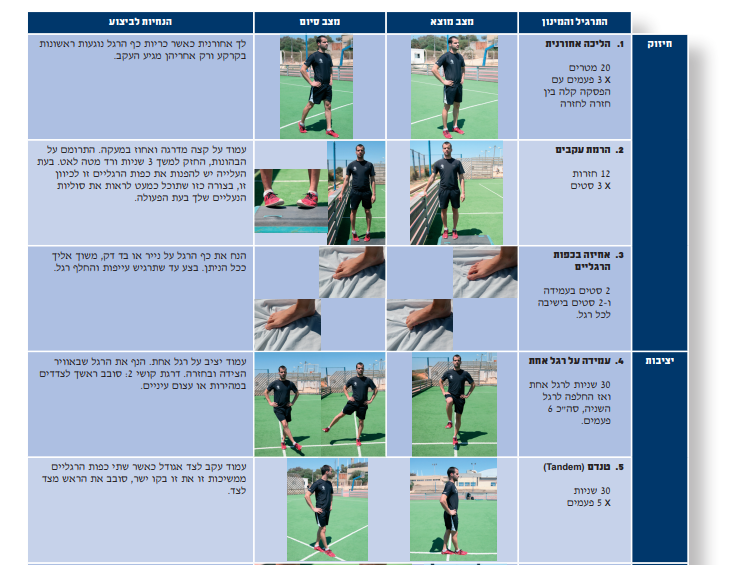 התרגיל והמינון
מצב מוצא
מצב סיום
הנחיות לביצוע
חיזוק
1. הליכה אחורנית
20 מטרים
X 3 פעמים עם
הפסקה קלה בין
חזרה לחזרה
לך אחורנית כאשר כריות כף הרגל נוגעות ראשונות
בקרקע ורק אחריהן מגיע העקב.
2. הרמת עקבים
12 חזרות
X 3 סטים
עמוד על קצה מדרגה ואחוז במעקה. התרומם על
הבהונות, החזק למשך 3 שניות ורד מטה לאט. בעת
העלייה יש להפנות את כפות הרגליים זו לכיוון
זו, בצורה כזו שתוכל כמעט לראות את סוליות
הנעליים שלך בעת הפעולה.
3. אחיזה בכפות
הרגליים
2 סטים בעמידה
ו-2 סטים בישיבה
לכל רגל.
הנח את כף הרגל על נייר או בד דק, משוך אליך
ככל הניתן. בצע עד שתרגיש עייפות והחלף רגל.
יציבות
4. עמידה על רגל אחת
30 שניות לרגל אחת
ואז החלפה לרגל
השניה, סה"כ 6
פעמים.
עמוד יציב על רגל אחת. הנף את הרגל שבאוויר
הצידה ובחזרה. דרגת קושי 2: סובב ראשך לצדדים
במהירות או עצום עיניים.
5. טנדם (Tandem)
30 שניות
X 5 פעמים
עמוד עקב לצד אגודל כאשר שתי כפות הרגליים
ממשיכות זו את זו בקו ישר, סובב את הראש מצד
לצד.